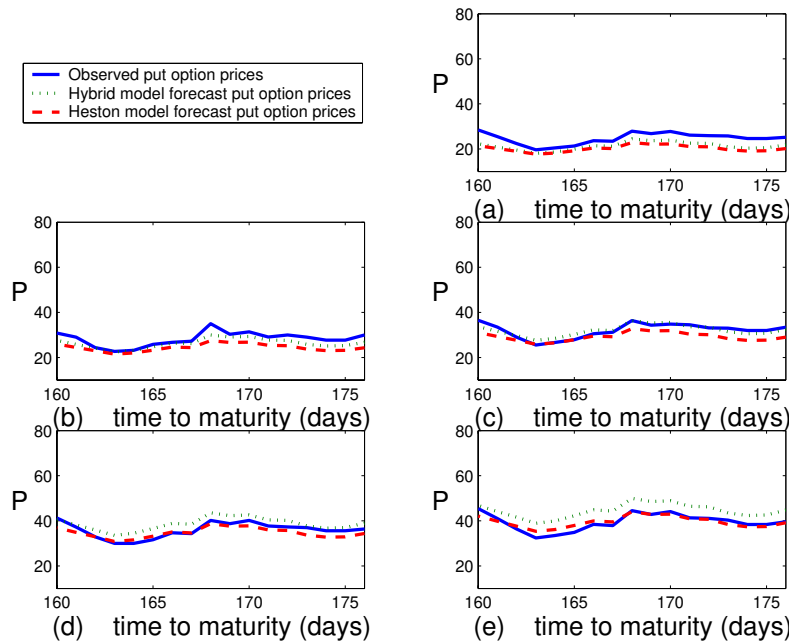 Observed put option prices
Hybrid model forecast put option prices
Heston model forecast put option prices
80
60
40
20
P
160 165 170 175
(a) time to maturity (days)
80
60
40
20
P
160 165 170 175
(b) time to maturity (days)
80
60
40
20
P
160 165 170 175
(c) time to maturity (days)
80
60
40
20
P
160 165 170 175
(d) time to maturity (days)
80
60
40
20
P
160 165 170 175
(e) time to maturity (days)